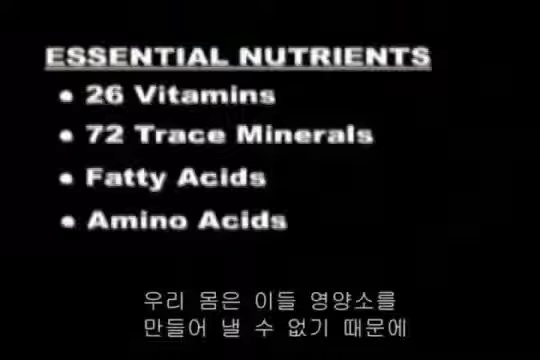 ESSENTIAL NUTRIENTS
• 26 Vitamins
• 72 Trace Minerals
• Fatty Acids
• Amino Acids
우리 몸은 이들 영양소를
만들어 낼 수 없기 때문에